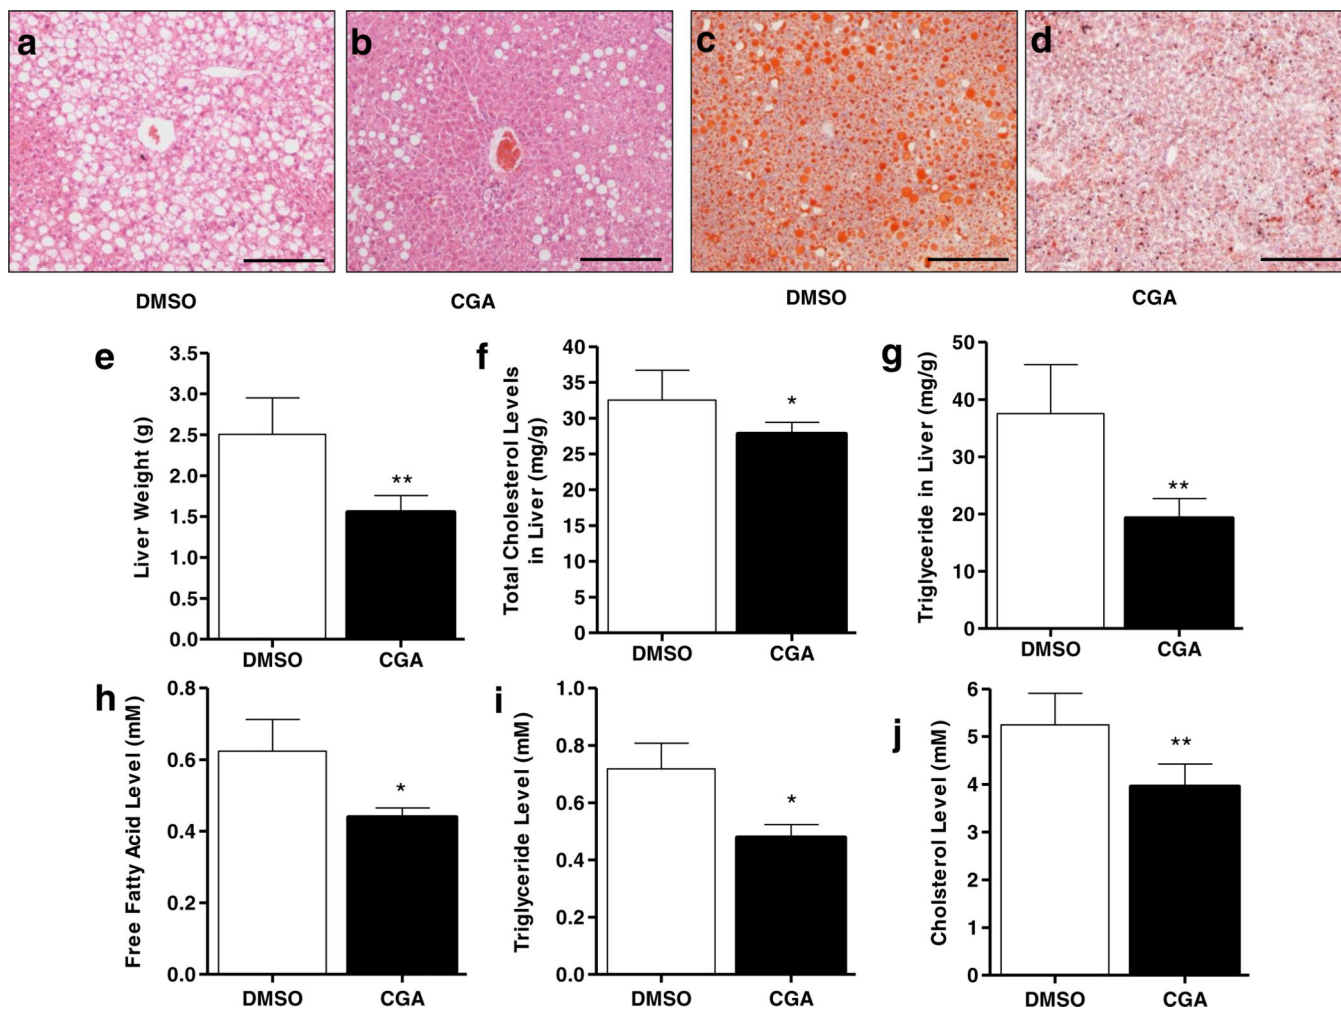 a
b
c
d
DMSO
CGA
DMSO
CGA
e
Liver Weight (g)
3.5
3.0
2.5
2.0
1.5
1.0
0.5
0.0
**
DMSO
CGA
f
Total Cholesterol Levels
in Liver (mg/g)
40
35
30
25
20
15
10
5
0
*
DMSO
CGA
g
Triglyceride in Liver (mg/g)
50
40
30
20
10
0
**
DMSO
CGA
h
Free Fatty Acid Level (mM)
0.8
0.6
0.4
0.2
0.0
*
DMSO
CGA
i
Triglyceride Level (mM)
1.0
0.8
0.6
0.4
0.2
0.0
*
DMSO
CGA
j
Cholsterol Level (mM)
6
5
4
3
2
1
0
**
DMSO
CGA